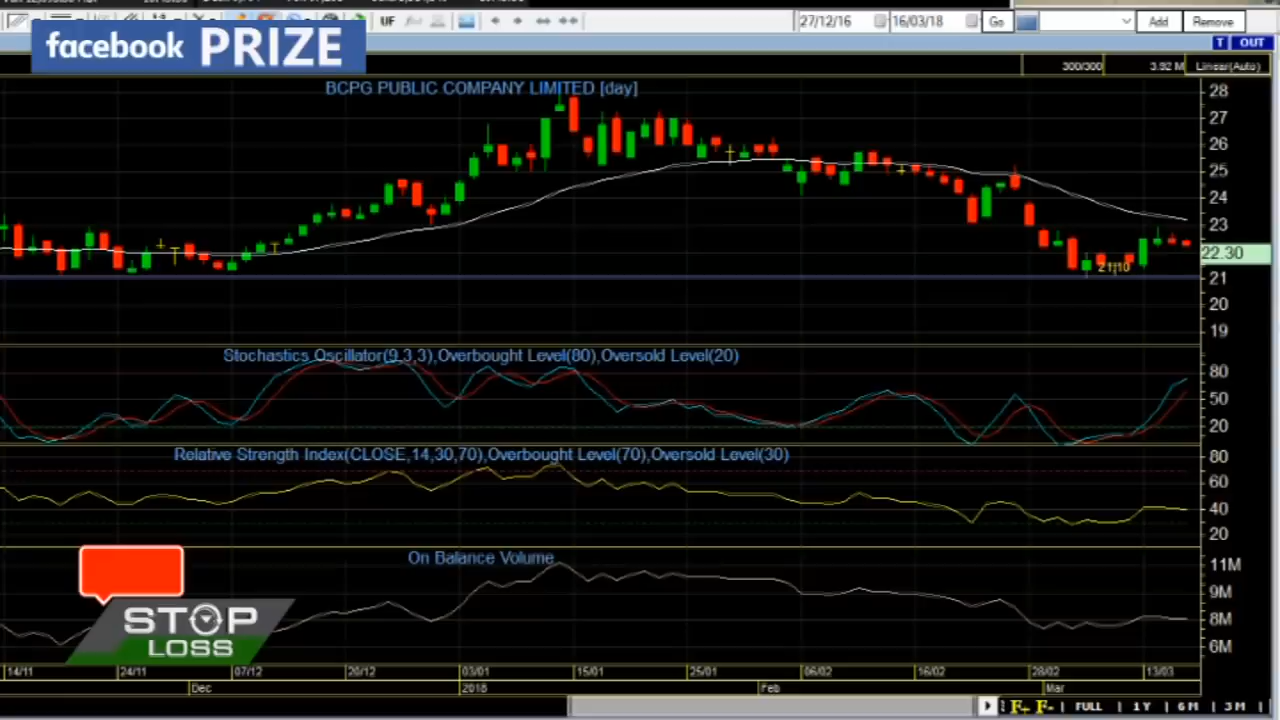 UF
27/12/16
16/03/18
Go
Add
Remove
facebook PRIZE
T OUT
300/300
3.92 M
Linear(Auto)
BCPG PUBLIC COMPANY LIMITED [day]
28
27
26
25
24
23
22.30
21
20
19
Stochastics Oscillator(9,3,3),Overbought Level(80),Oversold Level(20)
80
50
20
Relative Strength Index(CLOSE,14,30,70),Overbought Level(70),Oversold Level(30)
80
60
40
20
On Balance Volume
11M
9M
8M
6M
STOP
LOSS
14/11 24/11 07/12 20/12 03/01 15/01 25/01 06/02 16/02 28/02 13/03
Dec 2018 Feb Mar
F+ F- FULL 1 Y 6 M 3 M